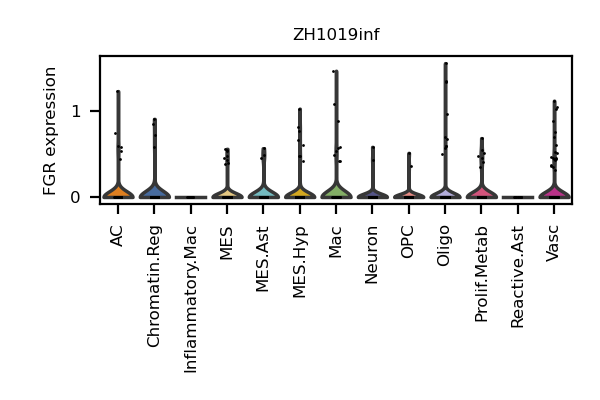 ZH1019inf
FGR expression
1
0
AC
Chromatin.Reg
Inflammatory.Mac
MES
MES.Ast
MES.Hyp
Mac
Neuron
OPC
Oligo
Prolif.Metab
Reactive.Ast
Vasc